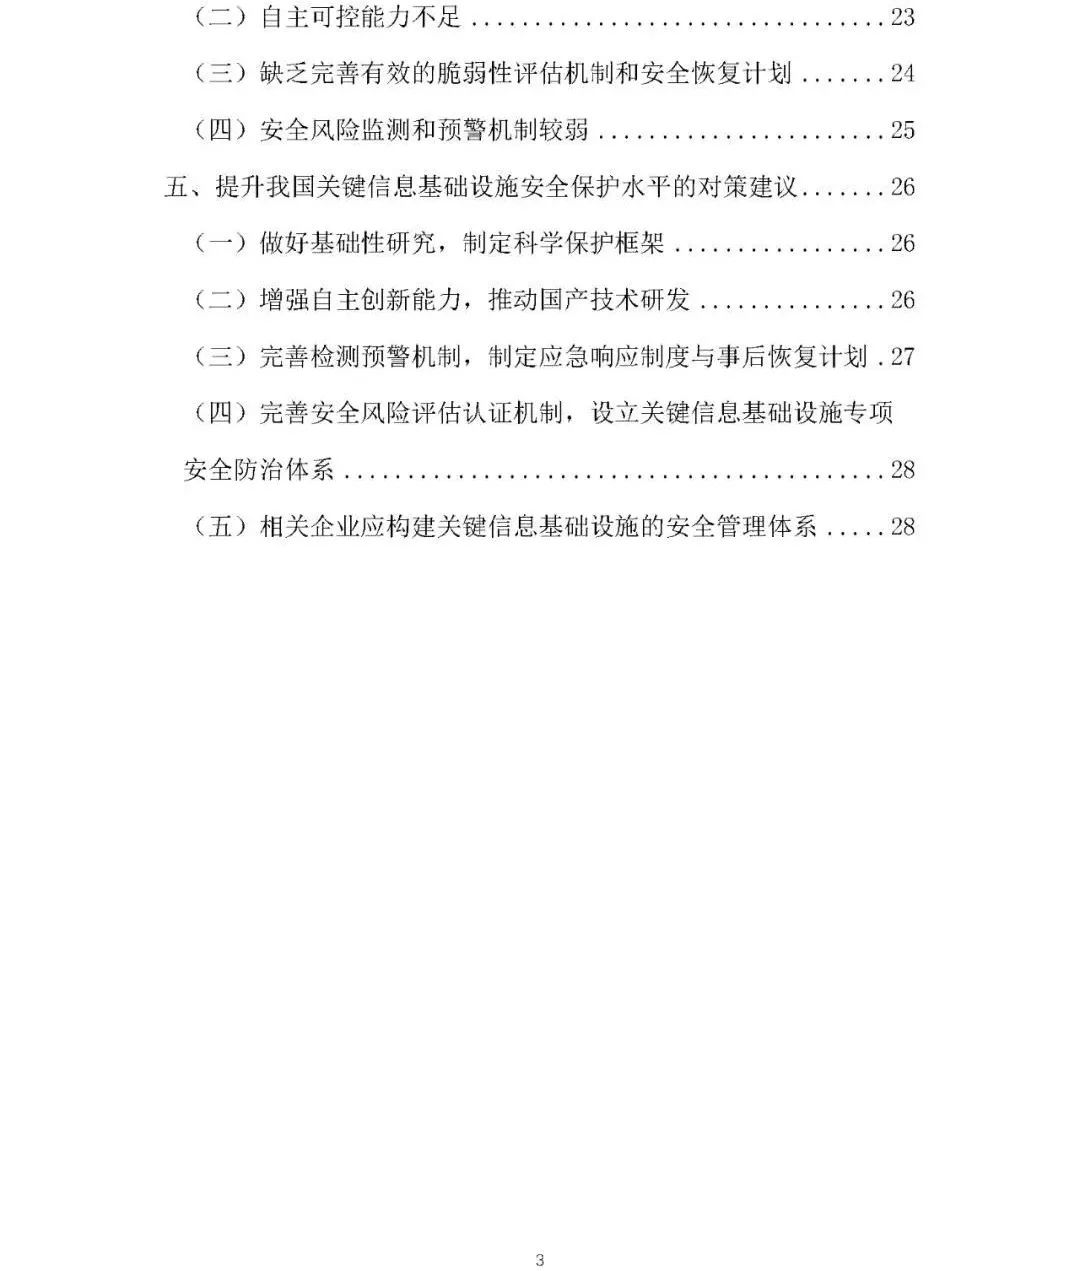 （二）自主可控能力不足.................................23
（三）缺乏完善有效的脆弱性评估机制和安全恢复计划.......24
（四）安全风险监测和预警机制较弱.......................25
五、提升我国关键信息基础设施安全保护水平的对策建议.......26
（一）做好基础性研究，制定科学保护框架.................26
（二）增强自主创新能力，推动国产技术研发...............26
（三）完善检测预警机制，制定应急响应制度与事后恢复计划.27
（四）完善安全风险评估认证机制，设立关键信息基础设施专项
安全防治体系...........................................28
（五）相关企业应构建关键信息基础设施的安全管理体系.....28
3